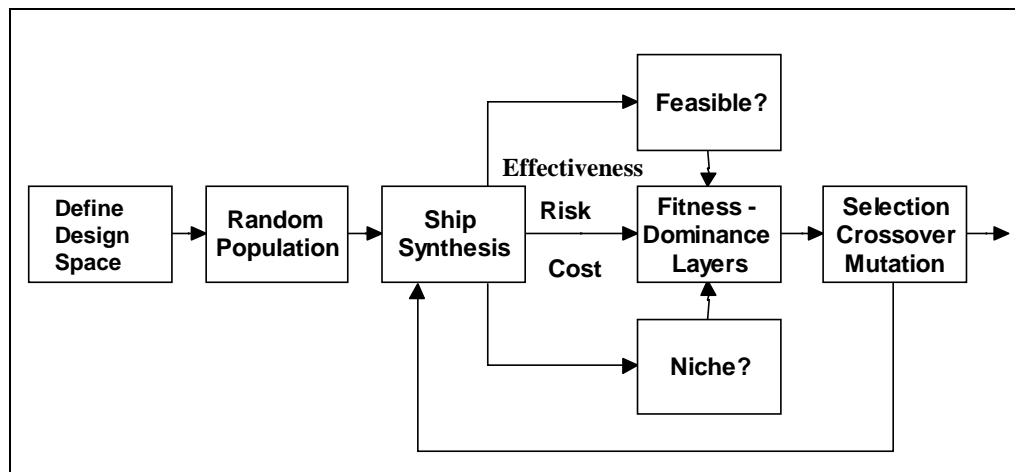 Feasible?
Effectiveness
Define
Design
Space
Random
Population
Ship
Synthesis
Risk
Cost
Fitness -
Dominance
Layers
Selection
Crossover
Mutation
Niche?